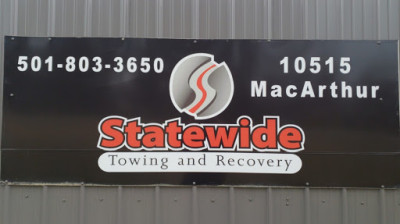 501-803-3650
10515
MacArthur
Statewide
Towing and Recovery